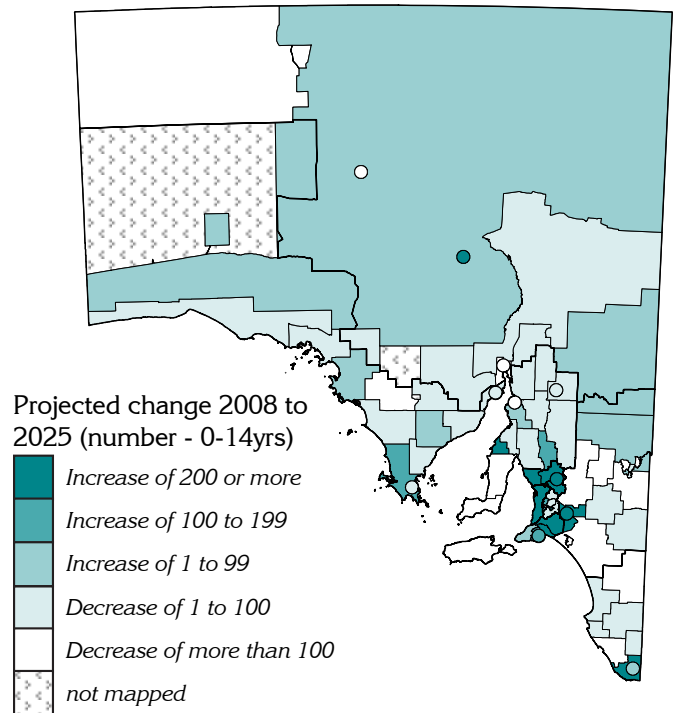 Projected change 2008 to
2025 (number - 0-14yrs)
Increase of 200 or more
Increase of 100 to 199
Increase of 1 to 99
Decrease of 1 to 100
Decrease of more than 100
not mapped